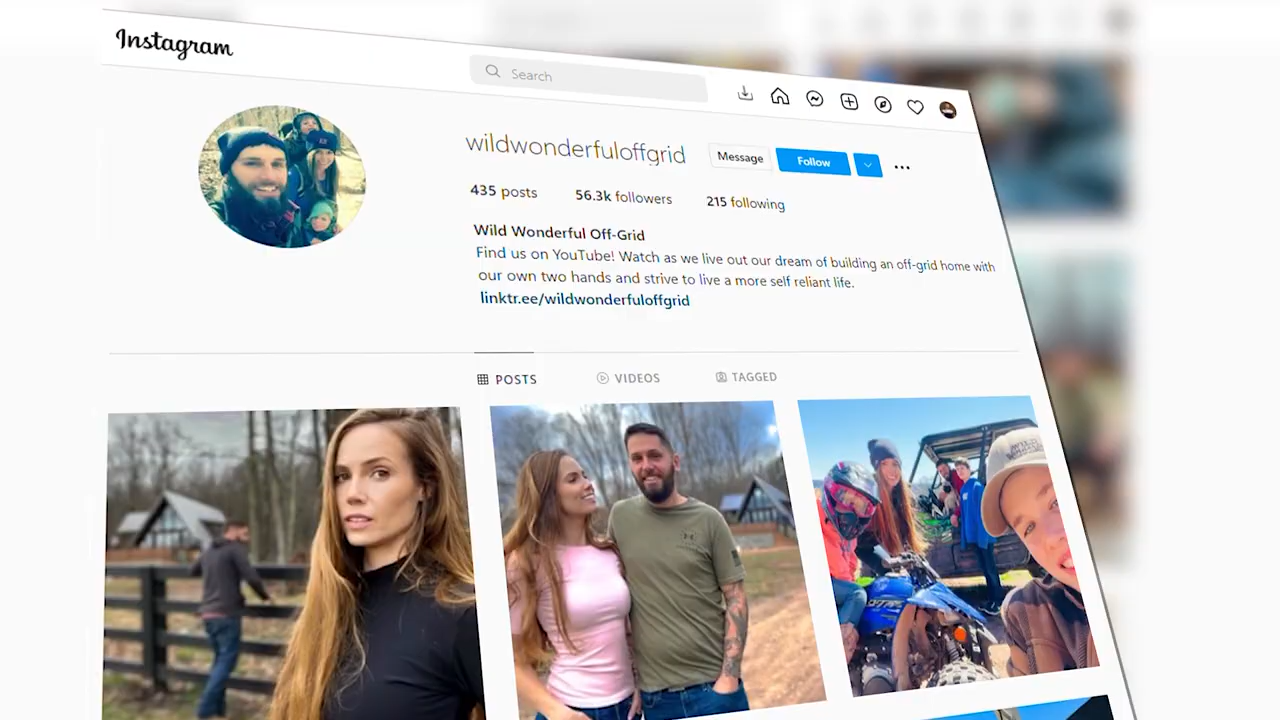 Instagram
Search
wildwonderfuloffgrid
Message
Follow
435 posts
56.3k followers
215 following
Wild Wonderful Off-Grid
Find us on YouTube! Watch as we live out our dream of building an off-grid home with
our own two hands and strive to live a more self reliant life.
linktr.ee/wildwonderfuloffgrid
POSTS
VIDEOS
TAGGED